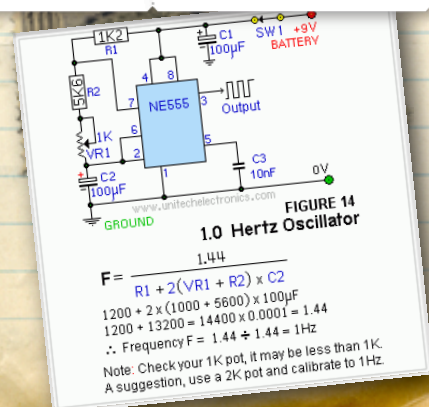 1K2
R1
C1
100µF
SW1
+9V
BATTERY
5K6
R2
4
8
NE555
7
3
Output
1K
VR1
6
2
5
1
C2
100µF
C3
10nF
0V
GROUND
www.unitechelectronics.com
FIGURE 14
1.0 Hertz Oscillator
F= 1.44
R1 + 2(VR1 + R2) x C2
1200 + 2 x (1000 + 5600) x 100µF
1200 + 13200 = 14400 x 0.0001 = 1.44
∴ Frequency F = 1.44 ÷ 1.44 = 1Hz
Note: Check your 1K pot, it may be less than 1K.
A suggestion, use a 2K pot and calibrate to 1Hz.